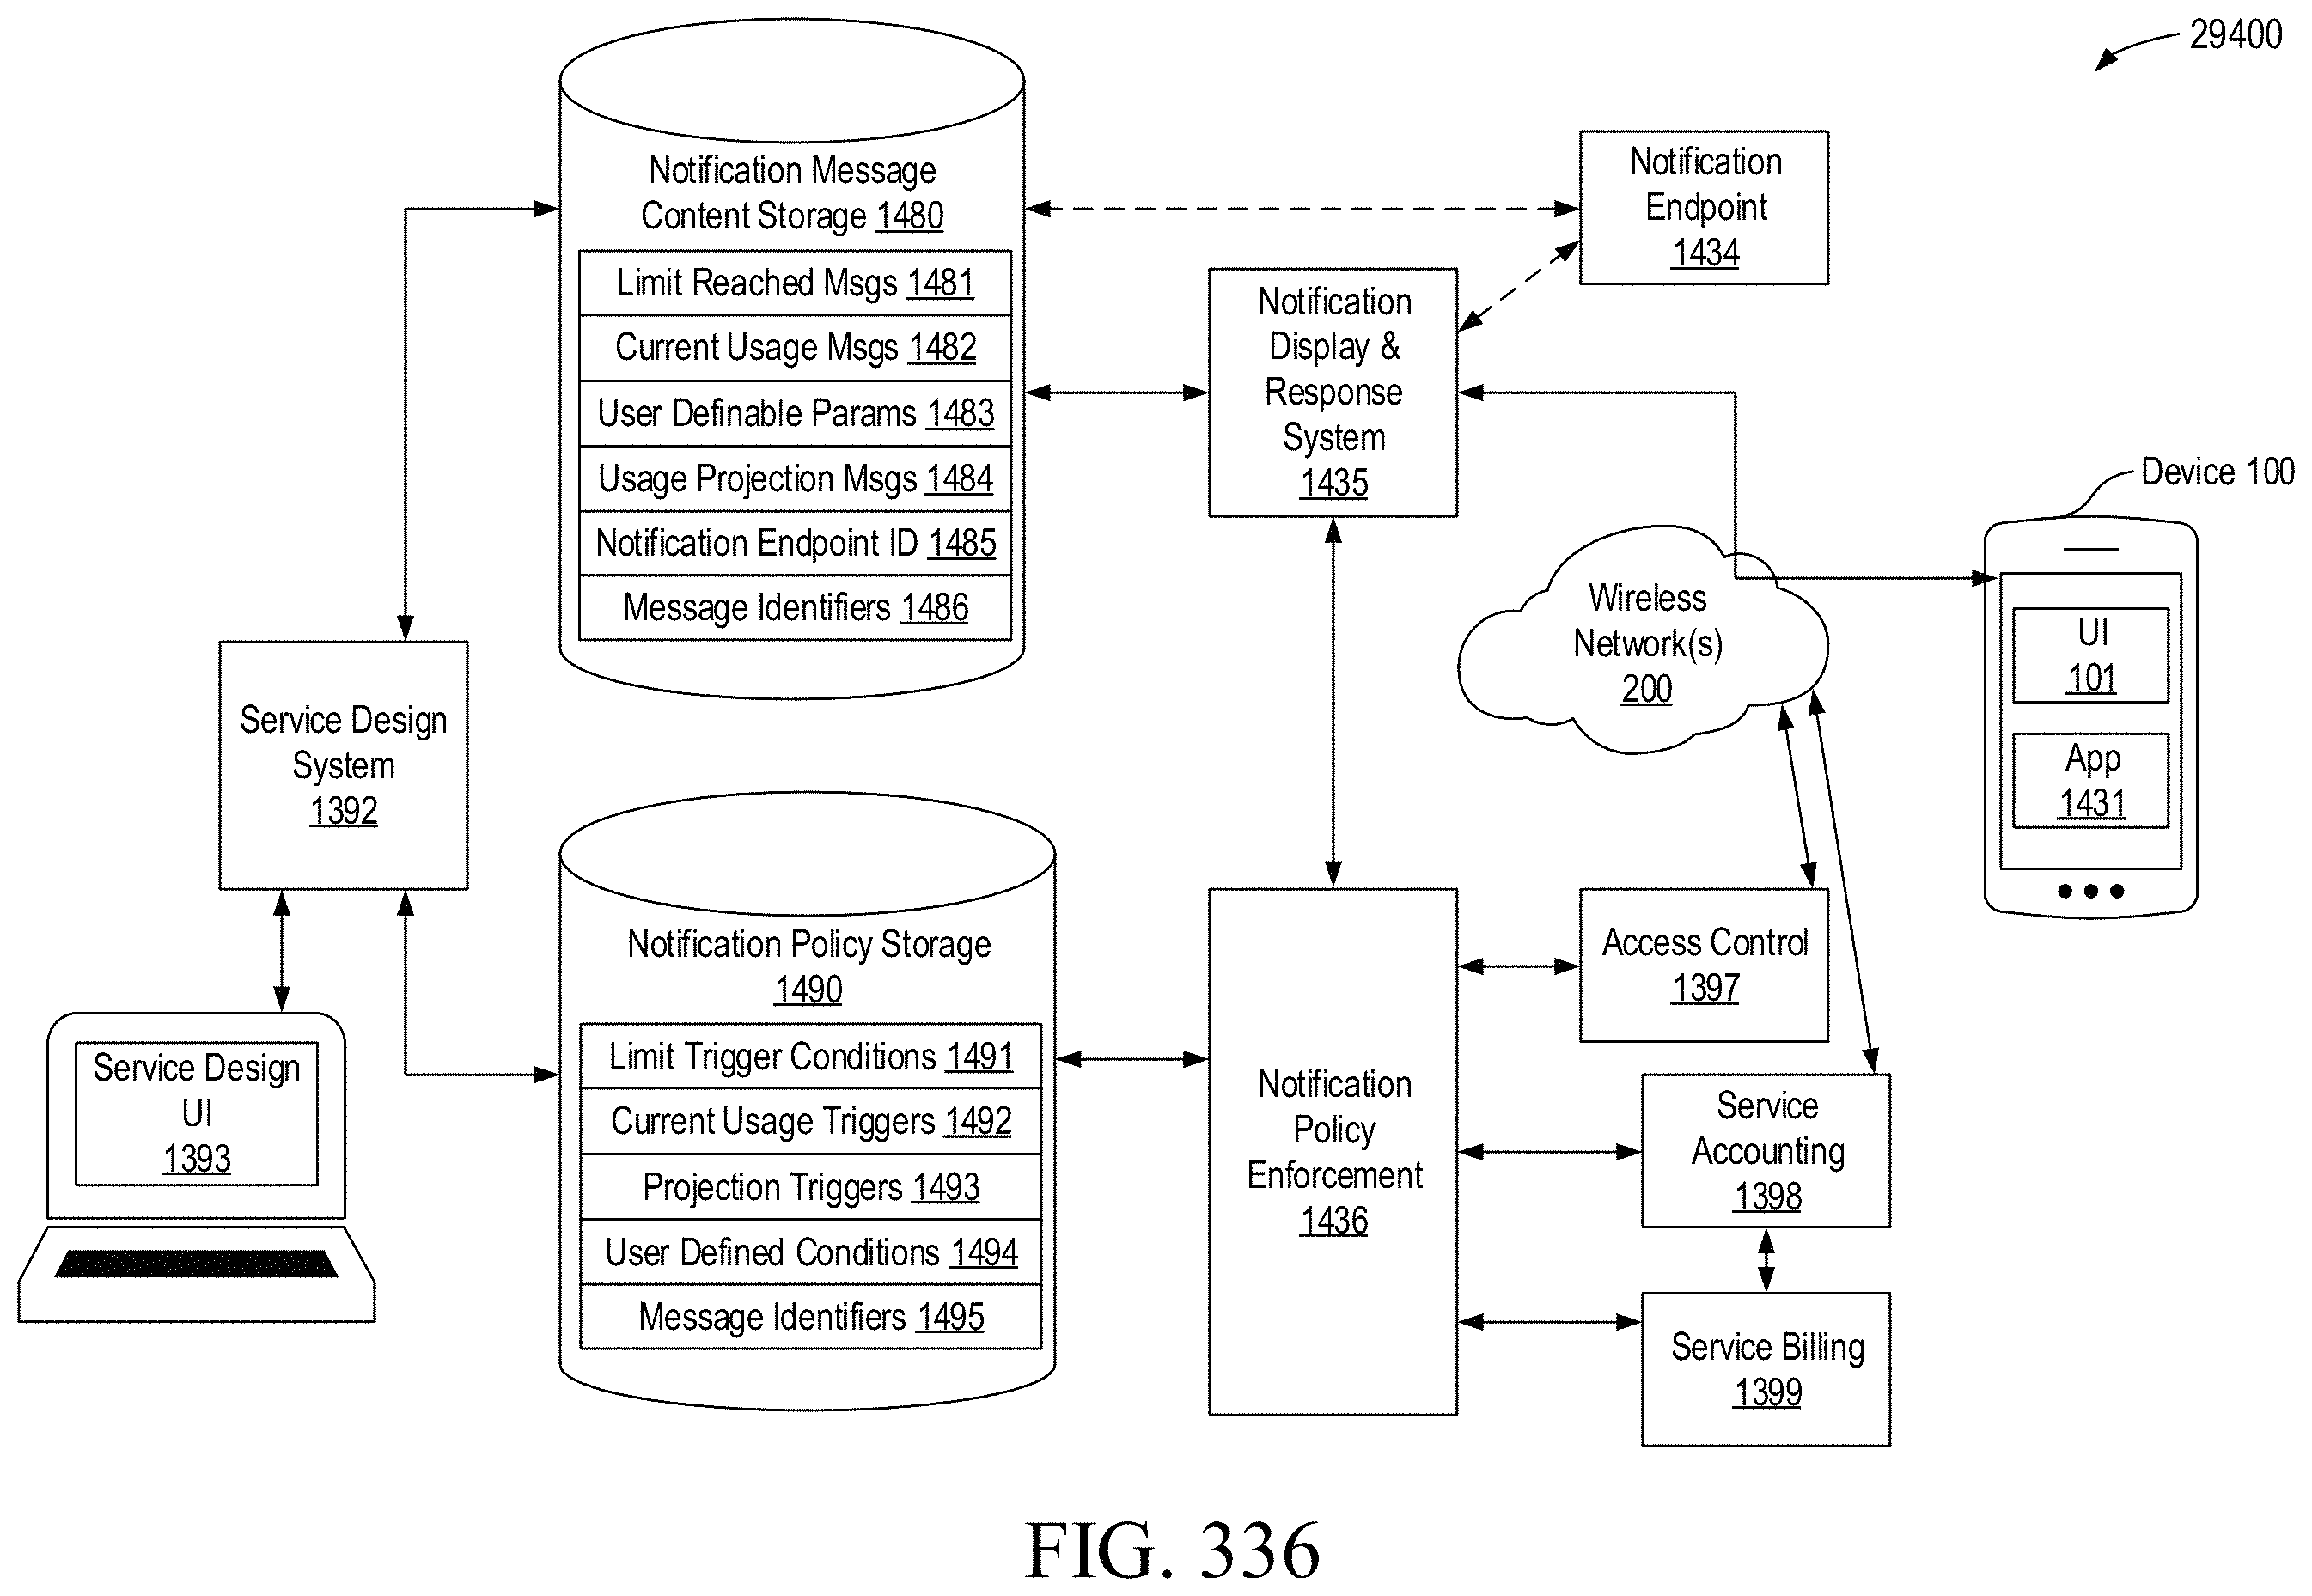 29400
Notification Message
Content Storage 1480
Limit Reached Msgs 1481
Current Usage Msgs 1482
User Definable Params 1483
Usage Projection Msgs 1484
Notification Endpoint ID 1485
Message Identifiers 1486
Notification
Endpoint
1434
Notification
Display &
Response
System
1435
Device 100
UI
101
App
1431
Wireless
Network(s)
200
Service Design
System
1392
Service Design
UI
1393
Notification Policy Storage
1490
Limit Trigger Conditions 1491
Current Usage Triggers 1492
Projection Triggers 1493
User Defined Conditions 1494
Message Identifiers 1495
Notification
Policy
Enforcement
1436
Access Control
1397
Service
Accounting
1398
Service Billing
1399
FIG. 336